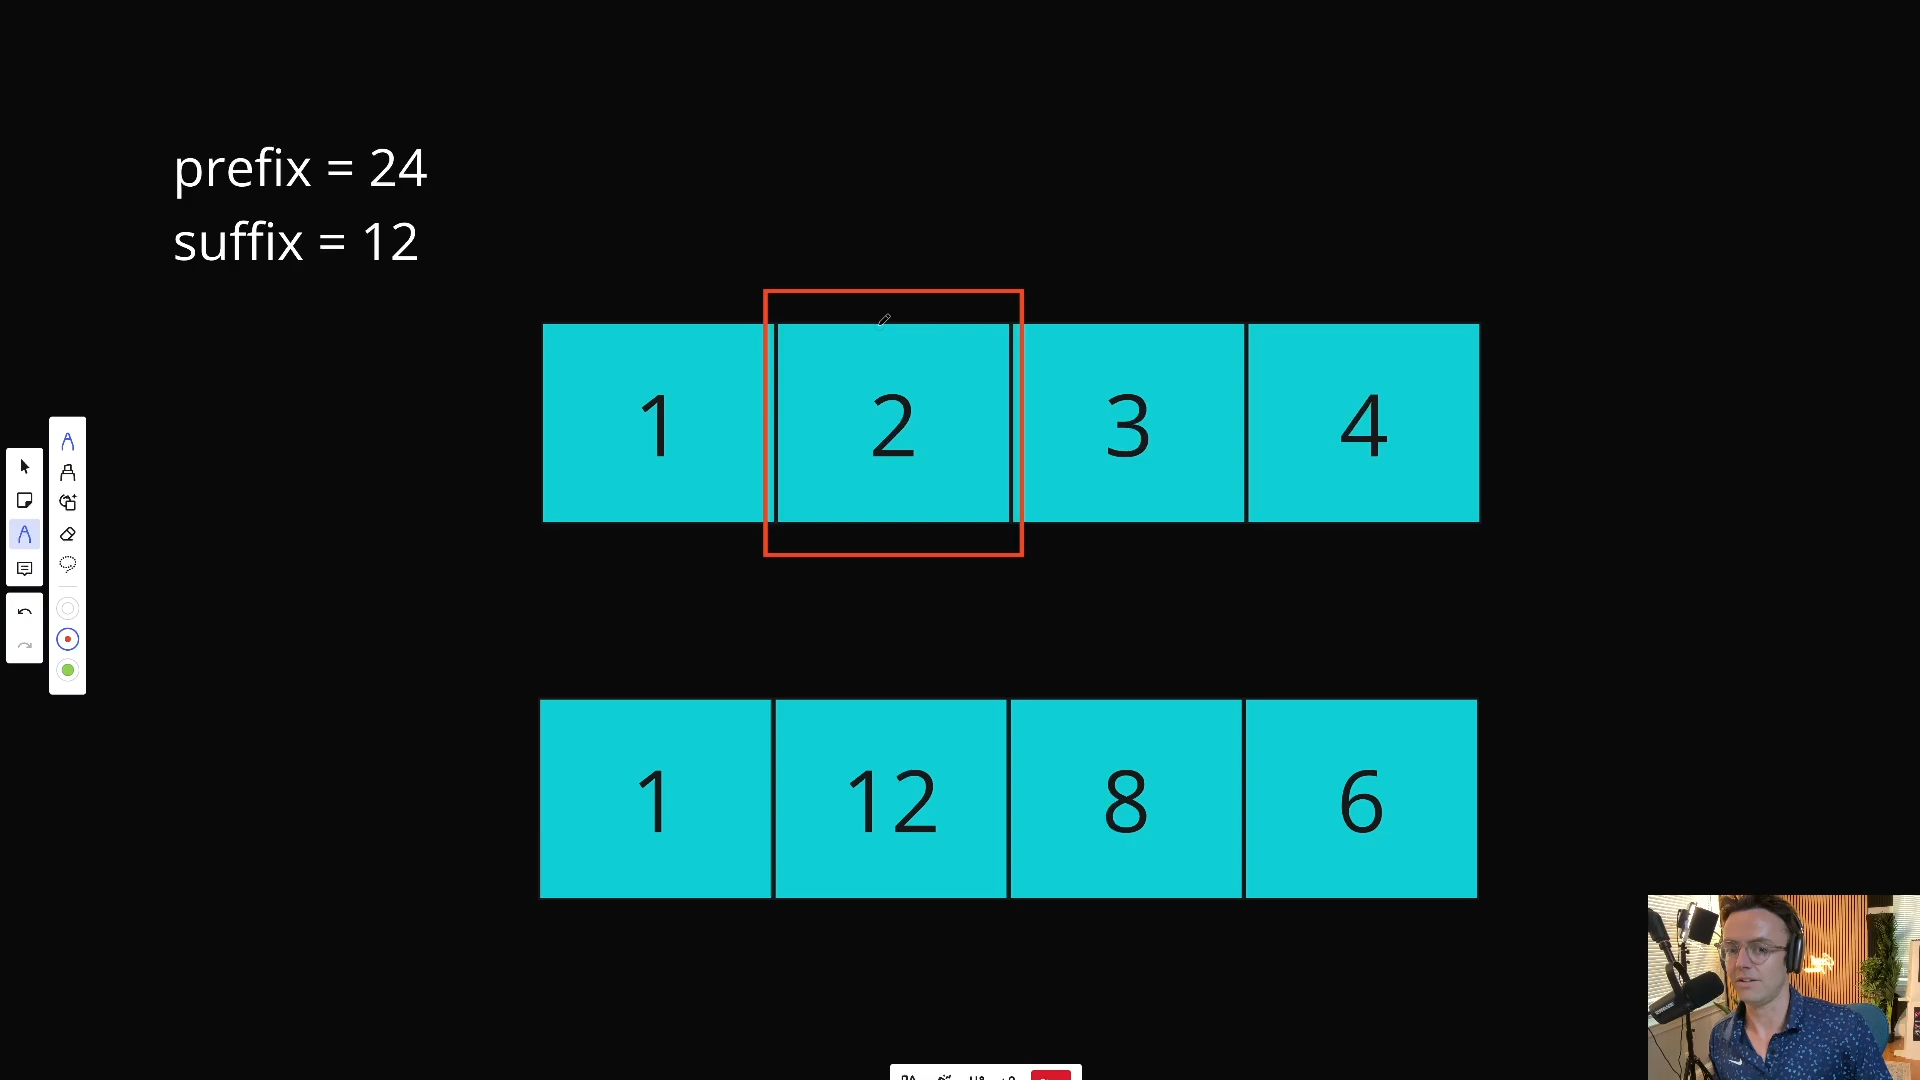 prefix = 24
suffix = 12
1 2 3 4
1 12 8 6